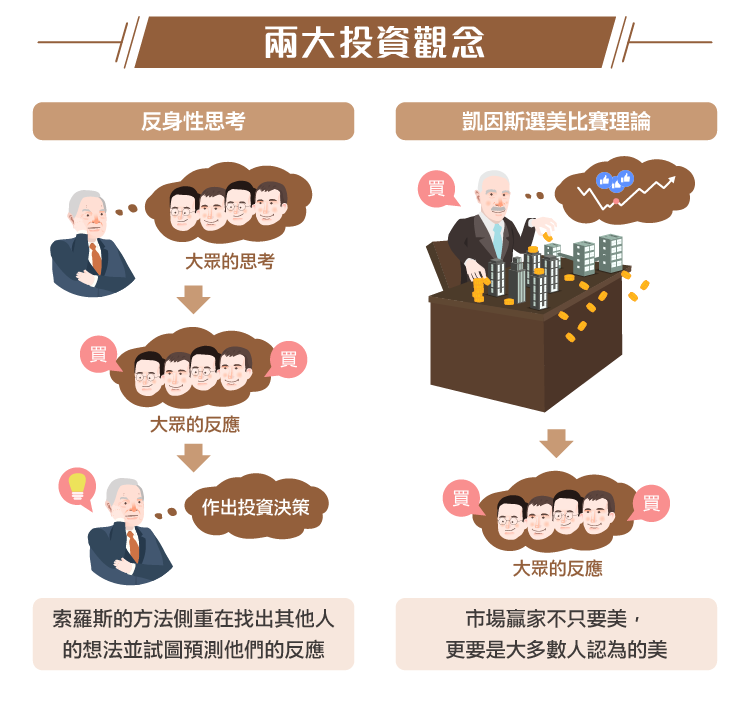 兩大投資觀念
反身性思考
大眾的思考
買
買
大眾的反應
作出投資決策
索羅斯的方法側重在找出其他人
的想法並試圖預測他們的反應
凱因斯選美比賽理論
買
買
買
大眾的反應
市場贏家不只要美，
更要是大多數人認為的美